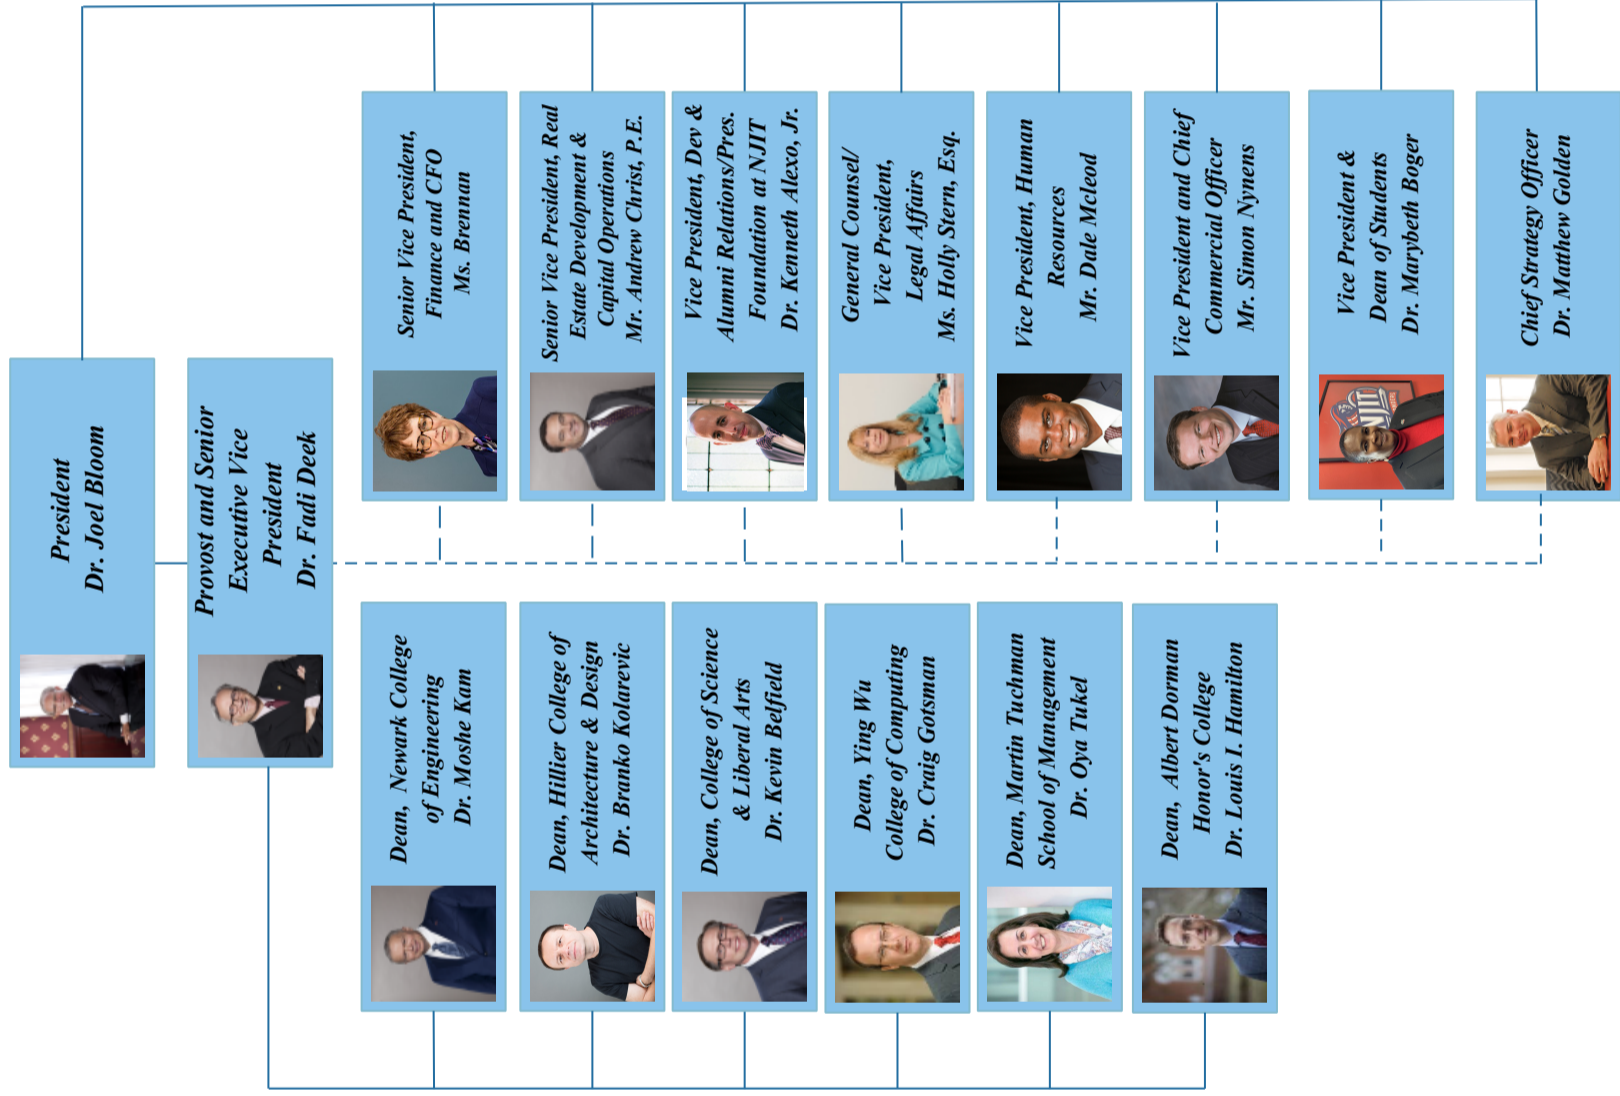 President
Dr. Joel Bloom
Provost and Senior
Executive Vice
President
Dr. Fadi Deek
Senior Vice President,
Finance and CFO
Ms. Brennan
Senior Vice President, Real
Estate Development &
Capital Operations
Mr. Andrew Christ, P.E.
Vice President, Dev &
Alumni Relations/Pres.
Foundation at NJIT
Dr. Kenneth Alexo, Jr.
General Counsel/
Vice President,
Legal Affairs
Ms. Holly Stern, Esq.
Vice President, Human
Resources
Mr. Dale Mcleod
Vice President and Chief
Commercial Officer
Mr. Simon Nynens
Vice President &
Dean of Students
Dr. Marybeth Boger
NJIT
Chief Strategy Officer
Dr. Matthew Golden
Dean, Newark College
of Engineering
Dr. Moshe Kam
Dean, Hillier College of
Architecture & Design
Dr. Branko Kolarevic
Dean, College of Science
& Liberal Arts
Dr. Kevin Belfield
Dean, Ying Wu
College of Computing
Dr. Craig Gotsman
Dean, Martin Tuchman
School of Management
Dr. Oya Tukel
Dean, Albert Dorman
Honor's College
Dr. Louis I. Hamilton